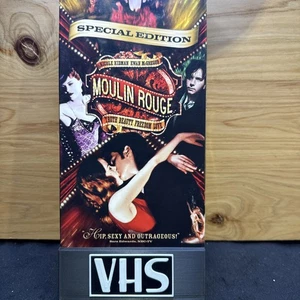 SPECIAL EDITION
NICOLE KIDMAN EWAN McGREGOR
MOULIN ROUGE
TRUTH BEAUTY FREEDOM LOVE
"HIP, SEXY AND OUTRAGEOUS!"
VHS